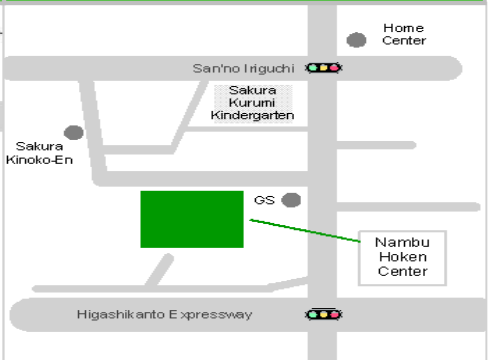 Home
Center
San'no Iriguchi
Sakura
Kurumi
Kindergarten
Sakura
Kinoko-En
GS
Nambu
Hoken
Center
Higashikanto Expressway